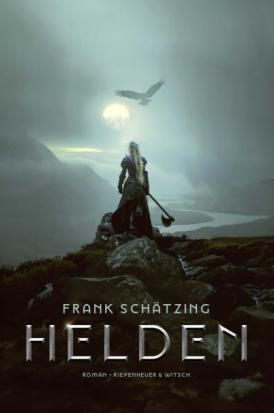 FRANK SCHÄTZING
HELDEN
ROMAN • KIEPENHEUER & WITSCH